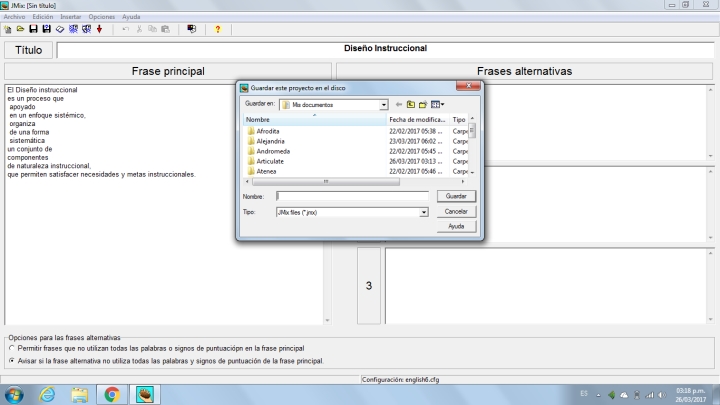 JMix: [Sin título]
Archivo Edición Insertar Opciones Ayuda
Título
Diseño Instruccional
Frase principal
Frases alternativas
El Diseño instruccional
es un proceso que
apoyado
en un enfoque sistémico,
organiza
de una forma
sistemática
un conjunto de
componentes
de naturaleza instruccional,
que permiten satisfacer necesidades y metas instruccionales.
Guardar este proyecto en el disco
Guardar en: Mis documentos
Nombre Fecha de modifica... Tipo
Afrodita 22/02/2017 05:38 ... Carpe
Alejandria 23/03/2017 06:02 ... Carpe
Andromeda 22/02/2017 05:45 ... Carpe
Articulate 26/03/2017 03:13 ... Carpe
Atenea 22/02/2017 05:46 ... Carpe
Nombre: Guardar
Tipo: JMix files (*.jmx) Cancelar
Ayuda
3
Opciones para las frases alternativas
Permitir frases que no utilizan todas las palabras o signos de puntuaciòpn en la frase principal
Avisar si la frase alternativa no utiliza todas las palabras y signos de puntuación de la frase principal.
Configuración: english6.cfg
ES
03:18 p.m.
26/03/2017